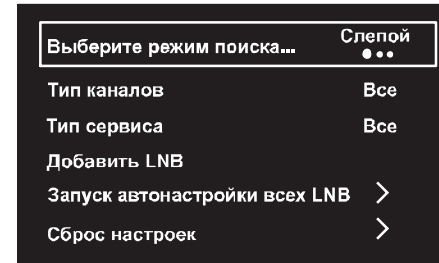 Выберите режим поиска... Слепой
Тип каналов Все
Тип сервиса Все
Добавить LNB
Запуск автонастройки всех LNB >
Сброс настроек >